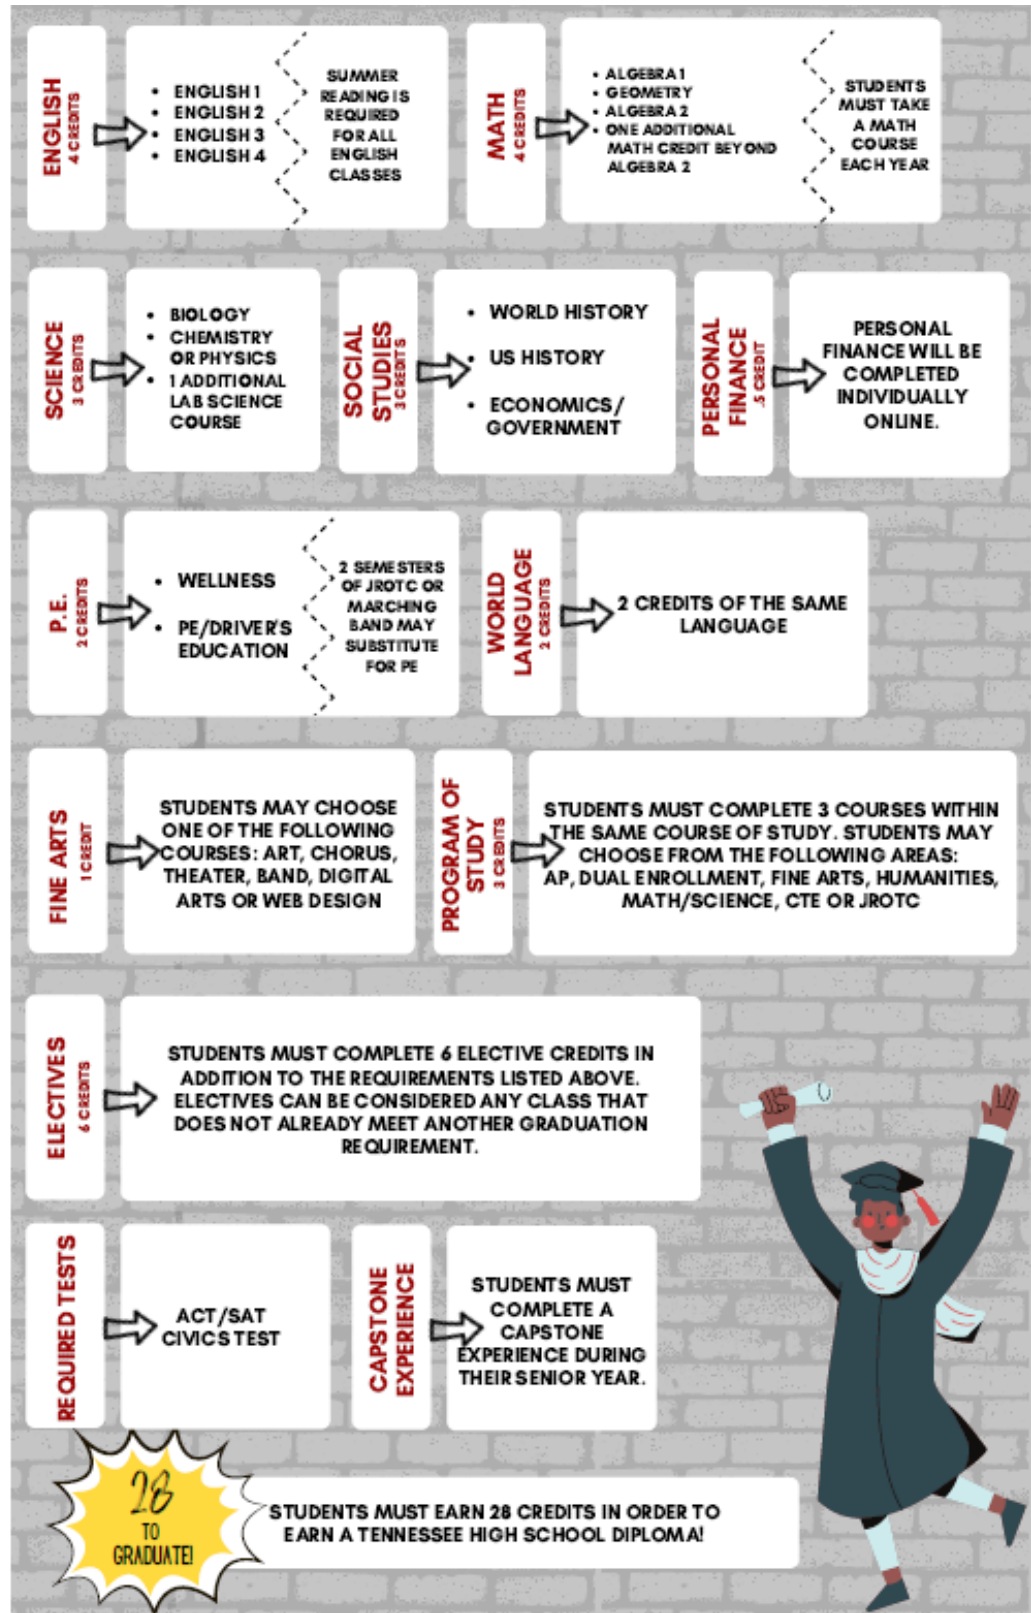 ENGLISH
4 CREDITS
• ENGLISH 1
• ENGLISH 2
• ENGLISH 3
• ENGLISH 4
SUMMER
READING IS
REQUIRED
FOR ALL
ENGLISH
CLASSES
MATH
4 CREDITS
• ALGEBRA 1
• GEOMETRY
• ALGEBRA 2
• ONE ADDITIONAL
MATH CREDIT BEYOND
ALGEBRA 2
STUDENTS
MUST TAKE
A MATH
COURSE
EACH YEAR
SCIENCE
3 CREDITS
• BIOLOGY
• CHEMISTRY
OR PHYSICS
• 1 ADDITIONAL
LAB SCIENCE
COURSE
SOCIAL
STUDIES
3 CREDITS
• WORLD HISTORY
• US HISTORY
• ECONOMICS/
GOVERNMENT
PERSONAL
FINANCE
.5 CREDIT
PERSONAL
FINANCE WILL BE
COMPLETED
INDIVIDUALLY
ONLINE.
P.E.
2 CREDITS
• WELLNESS
• PE/DRIVER'S
EDUCATION
2 SEMESTERS
OF JROTC OR
MARCHING
BAND MAY
SUBSTITUTE
FOR PE
WORLD
LANGUAGE
2 CREDITS
2 CREDITS OF THE SAME
LANGUAGE
FINE ARTS
1 CREDIT
STUDENTS MAY CHOOSE
ONE OF THE FOLLOWING
COURSES: ART, CHORUS,
THEATER, BAND, DIGITAL
ARTS OR WEB DESIGN
PROGRAM OF
STUDY
3 CREDITS
STUDENTS MUST COMPLETE 3 COURSES WITHIN
THE SAME COURSE OF STUDY. STUDENTS MAY
CHOOSE FROM THE FOLLOWING AREAS:
AP, DUAL ENROLLMENT, FINE ARTS, HUMANITIES,
MATH/SCIENCE, CTE OR JROTC
ELECTIVES
6 CREDITS
STUDENTS MUST COMPLETE 6 ELECTIVE CREDITS IN
ADDITION TO THE REQUIREMENTS LISTED ABOVE.
ELECTIVES CAN BE CONSIDERED ANY CLASS THAT
DOES NOT ALREADY MEET ANOTHER GRADUATION
REQUIREMENT.
REQUIRED TESTS
ACT/SAT
CIVICS TEST
CAPSTONE
EXPERIENCE
STUDENTS MUST
COMPLETE A
CAPSTONE
EXPERIENCE DURING
THEIR SENIOR YEAR.
28
TO
GRADUATE!
STUDENTS MUST EARN 28 CREDITS IN ORDER TO
EARN A TENNESSEE HIGH SCHOOL DIPLOMA!